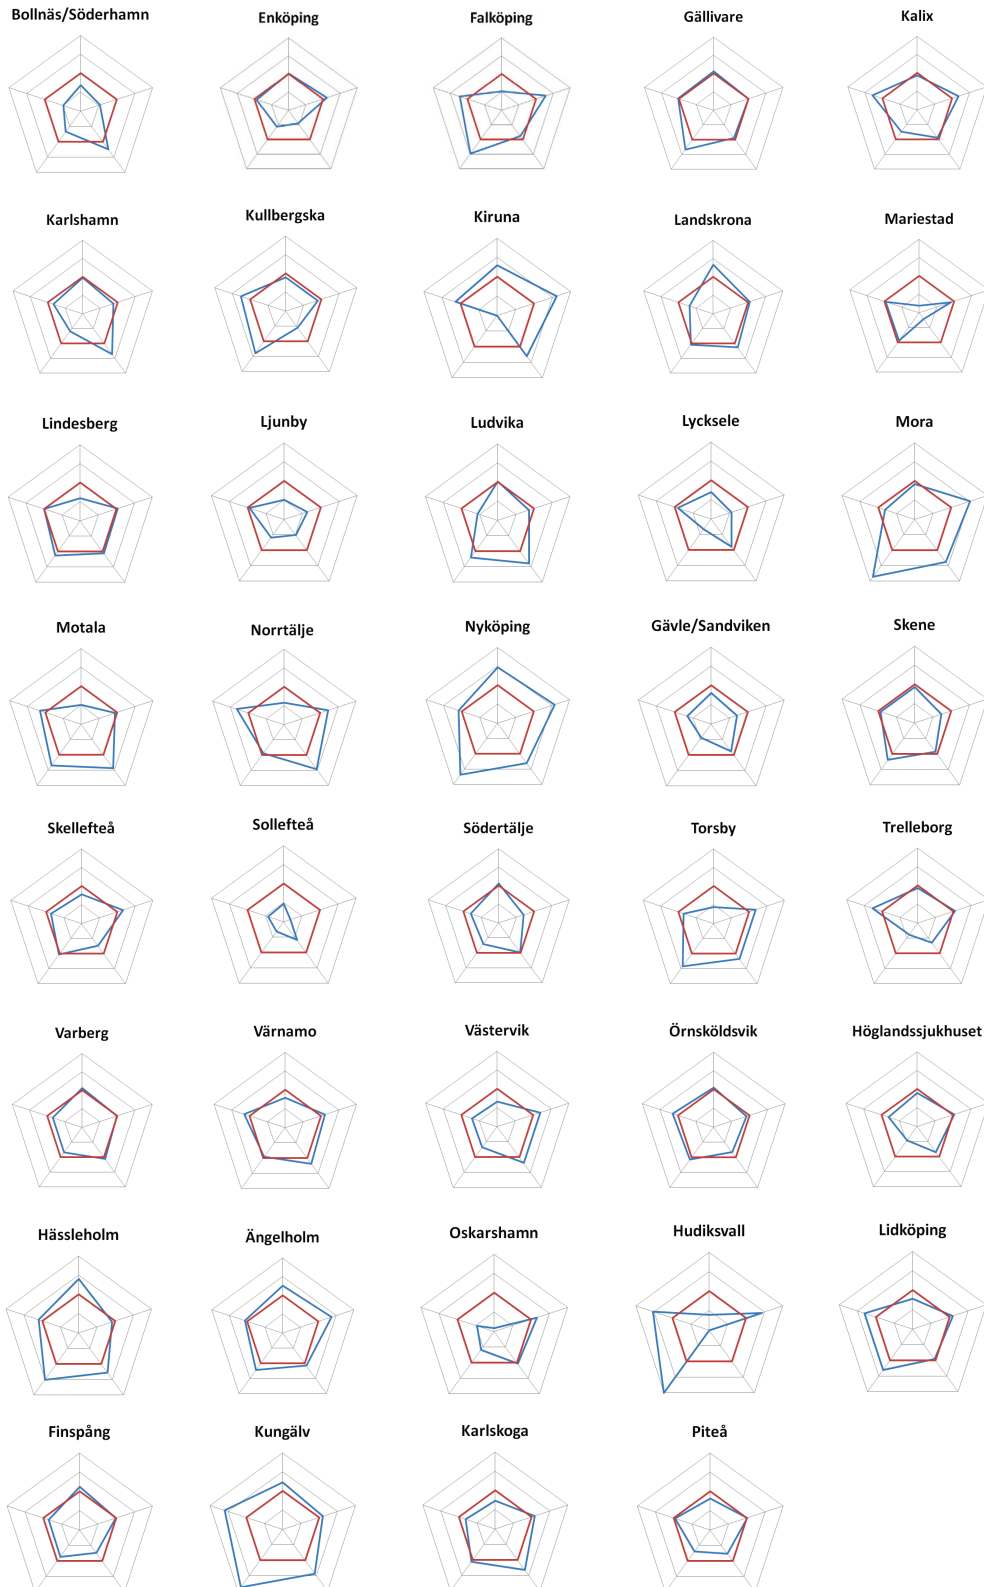 Bollnäs/Söderhamn
Enköping
Falköping
Gällivare
Kalix
Karlshamn
Kullbergska
Kiruna
Landskrona
Mariestad
Lindesberg
Ljunby
Ludvika
Lycksele
Mora
Motala
Norrtälje
Nyköping
Gävle/Sandviken
Skene
Skellefteå
Sollefteå
Södertälje
Torsby
Trelleborg
Varberg
Värnamo
Västervik
Örnsköldsvik
Höglandssjukhuset
Hässleholm
Ängelholm
Oskarshamn
Hudiksvall
Lidköping
Finspång
Kungälv
Karlskoga
Piteå